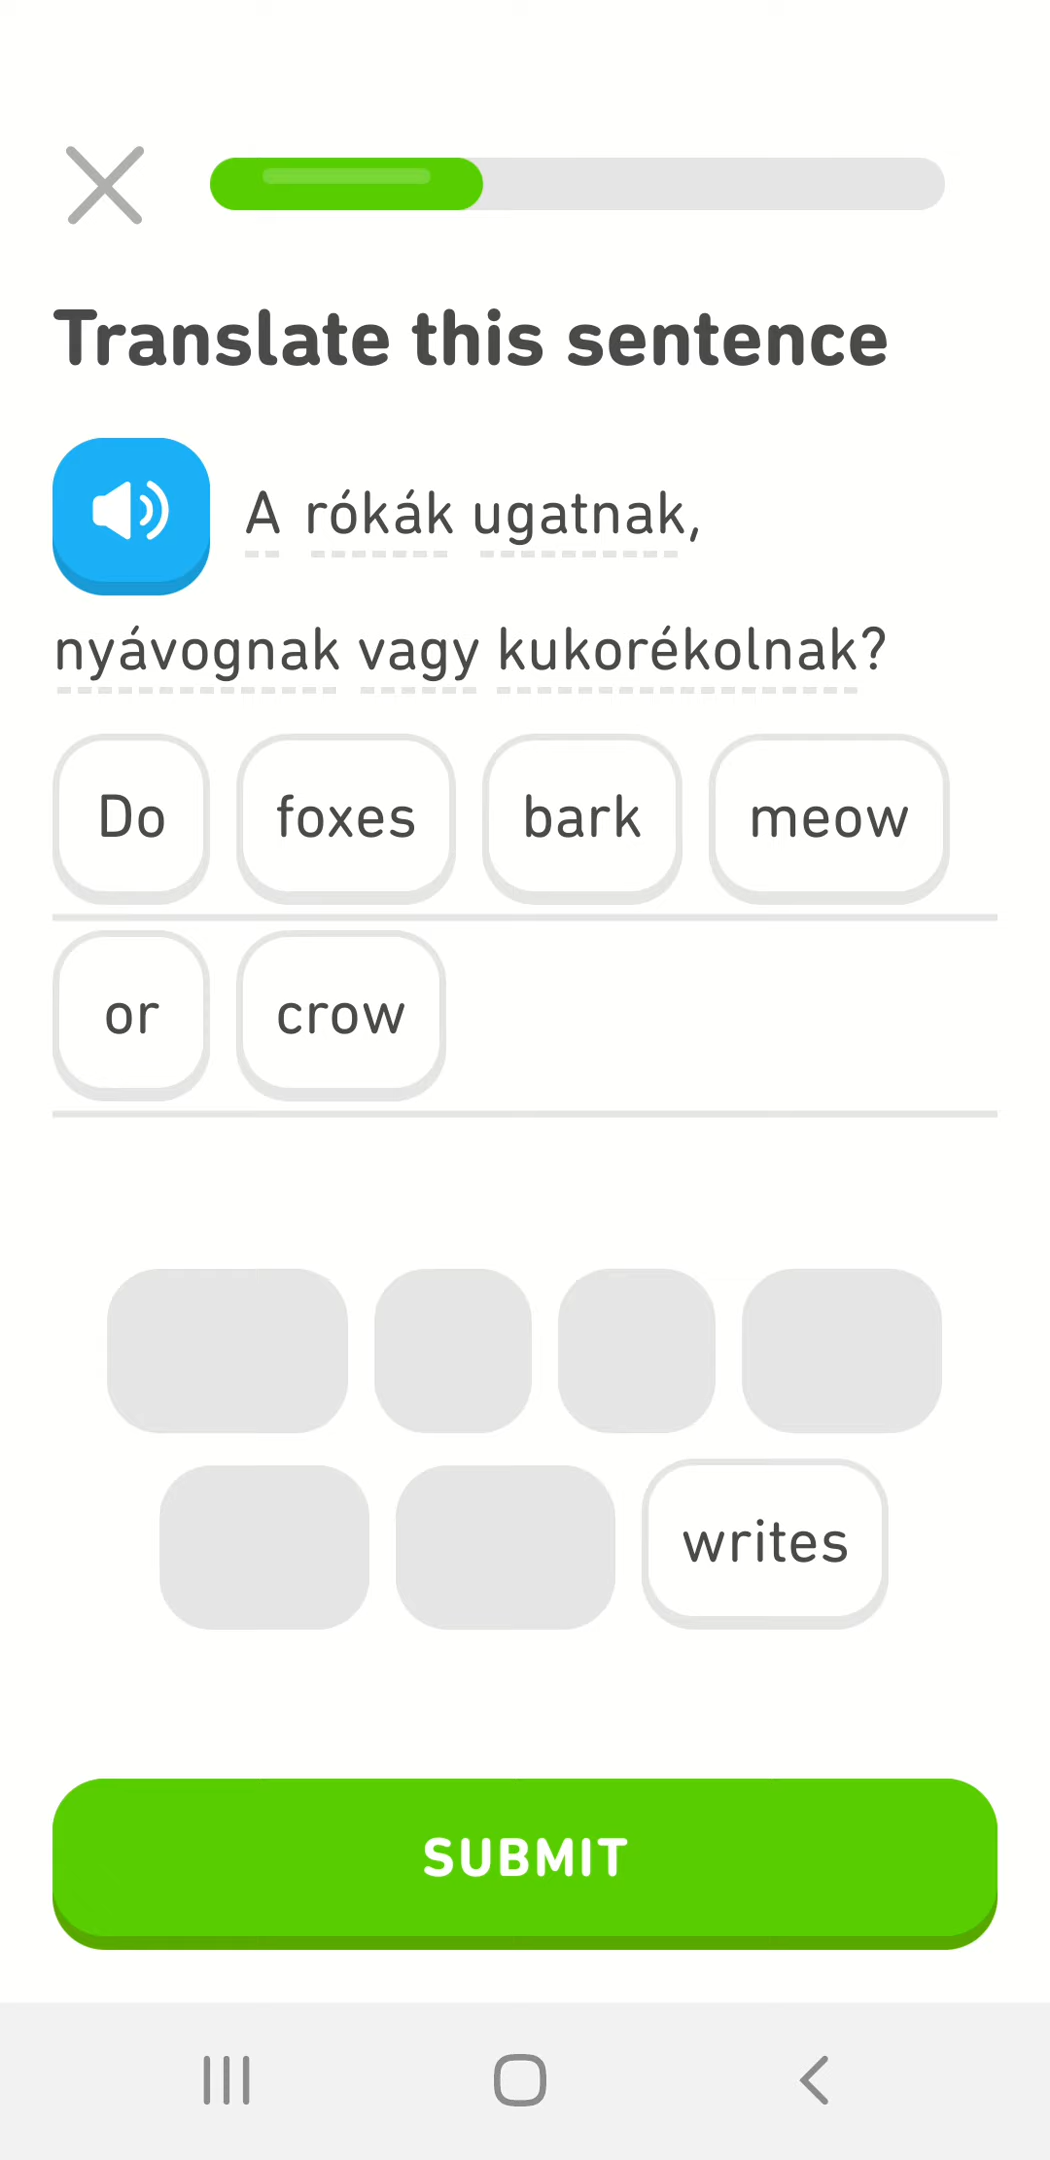 Translate this sentence
A rókák ugatnak,
nyávognak vagy kukorékolnak?
Do foxes bark meow
or crow
writes
SUBMIT